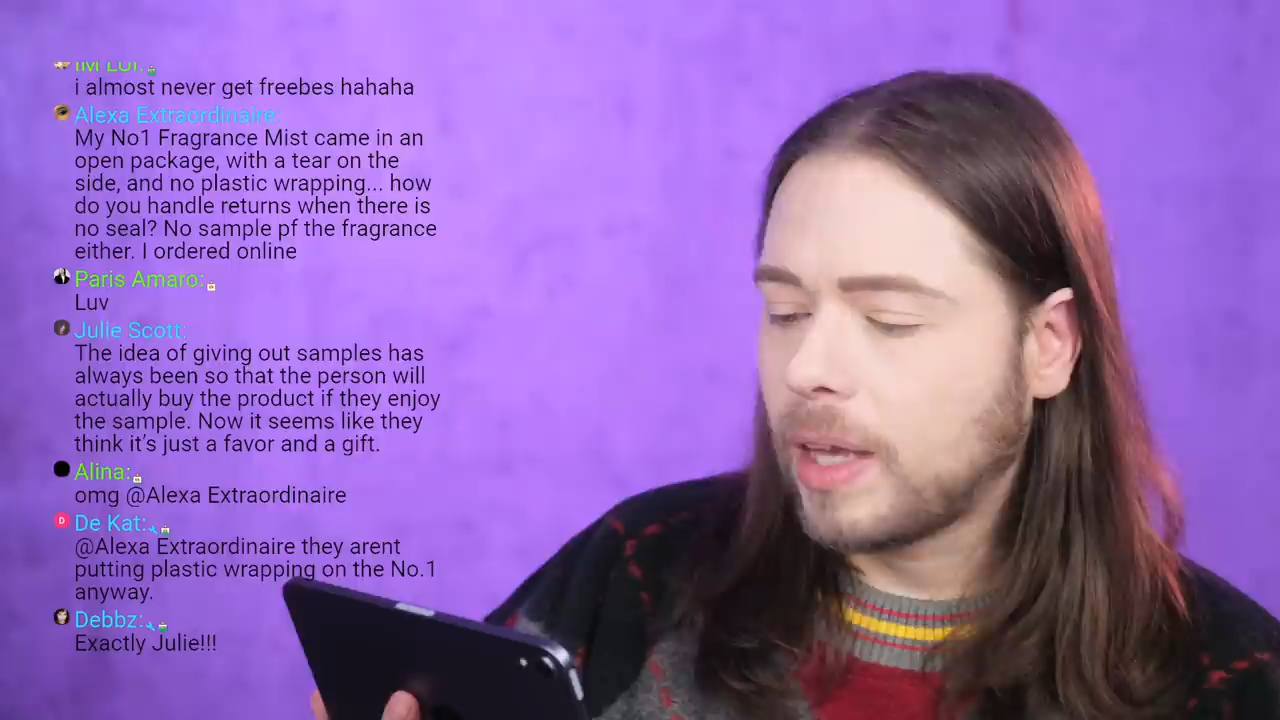 i almost never get freebes hahaha
Alexa Extraordinaire:
My No1 Fragrance Mist came in an
open package, with a tear on the
side, and no plastic wrapping... how
do you handle returns when there is
no seal? No sample pf the fragrance
either. I ordered online
Paris Amaro:
Luv
Julie Scott:
The idea of giving out samples has
always been so that the person will
actually buy the product if they enjoy
the sample. Now it seems like they
think it's just a favor and a gift.
Alina:
omg @Alexa Extraordinaire
D De Kat:
@Alexa Extraordinaire they arent
putting plastic wrapping on the No.1
anyway.
Debbz:
Exactly Julie!!!